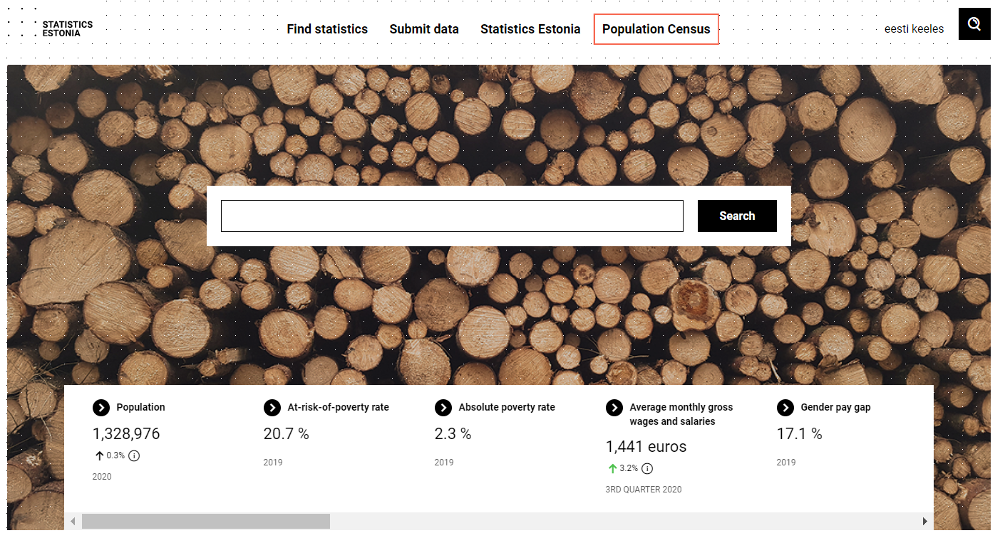 STATISTICS
ESTONIA
Find statistics
Submit data
Statistics Estonia
Population Census
eesti keeles
Search
Population
1,328,976
0.3%
2020
At-risk-of-poverty rate
20.7 %
2019
Absolute poverty rate
2.3 %
2019
Average monthly gross
wages and salaries
1,441 euros
3.2%
3RD QUARTER 2020
Gender pay gap
17.1 %
2019